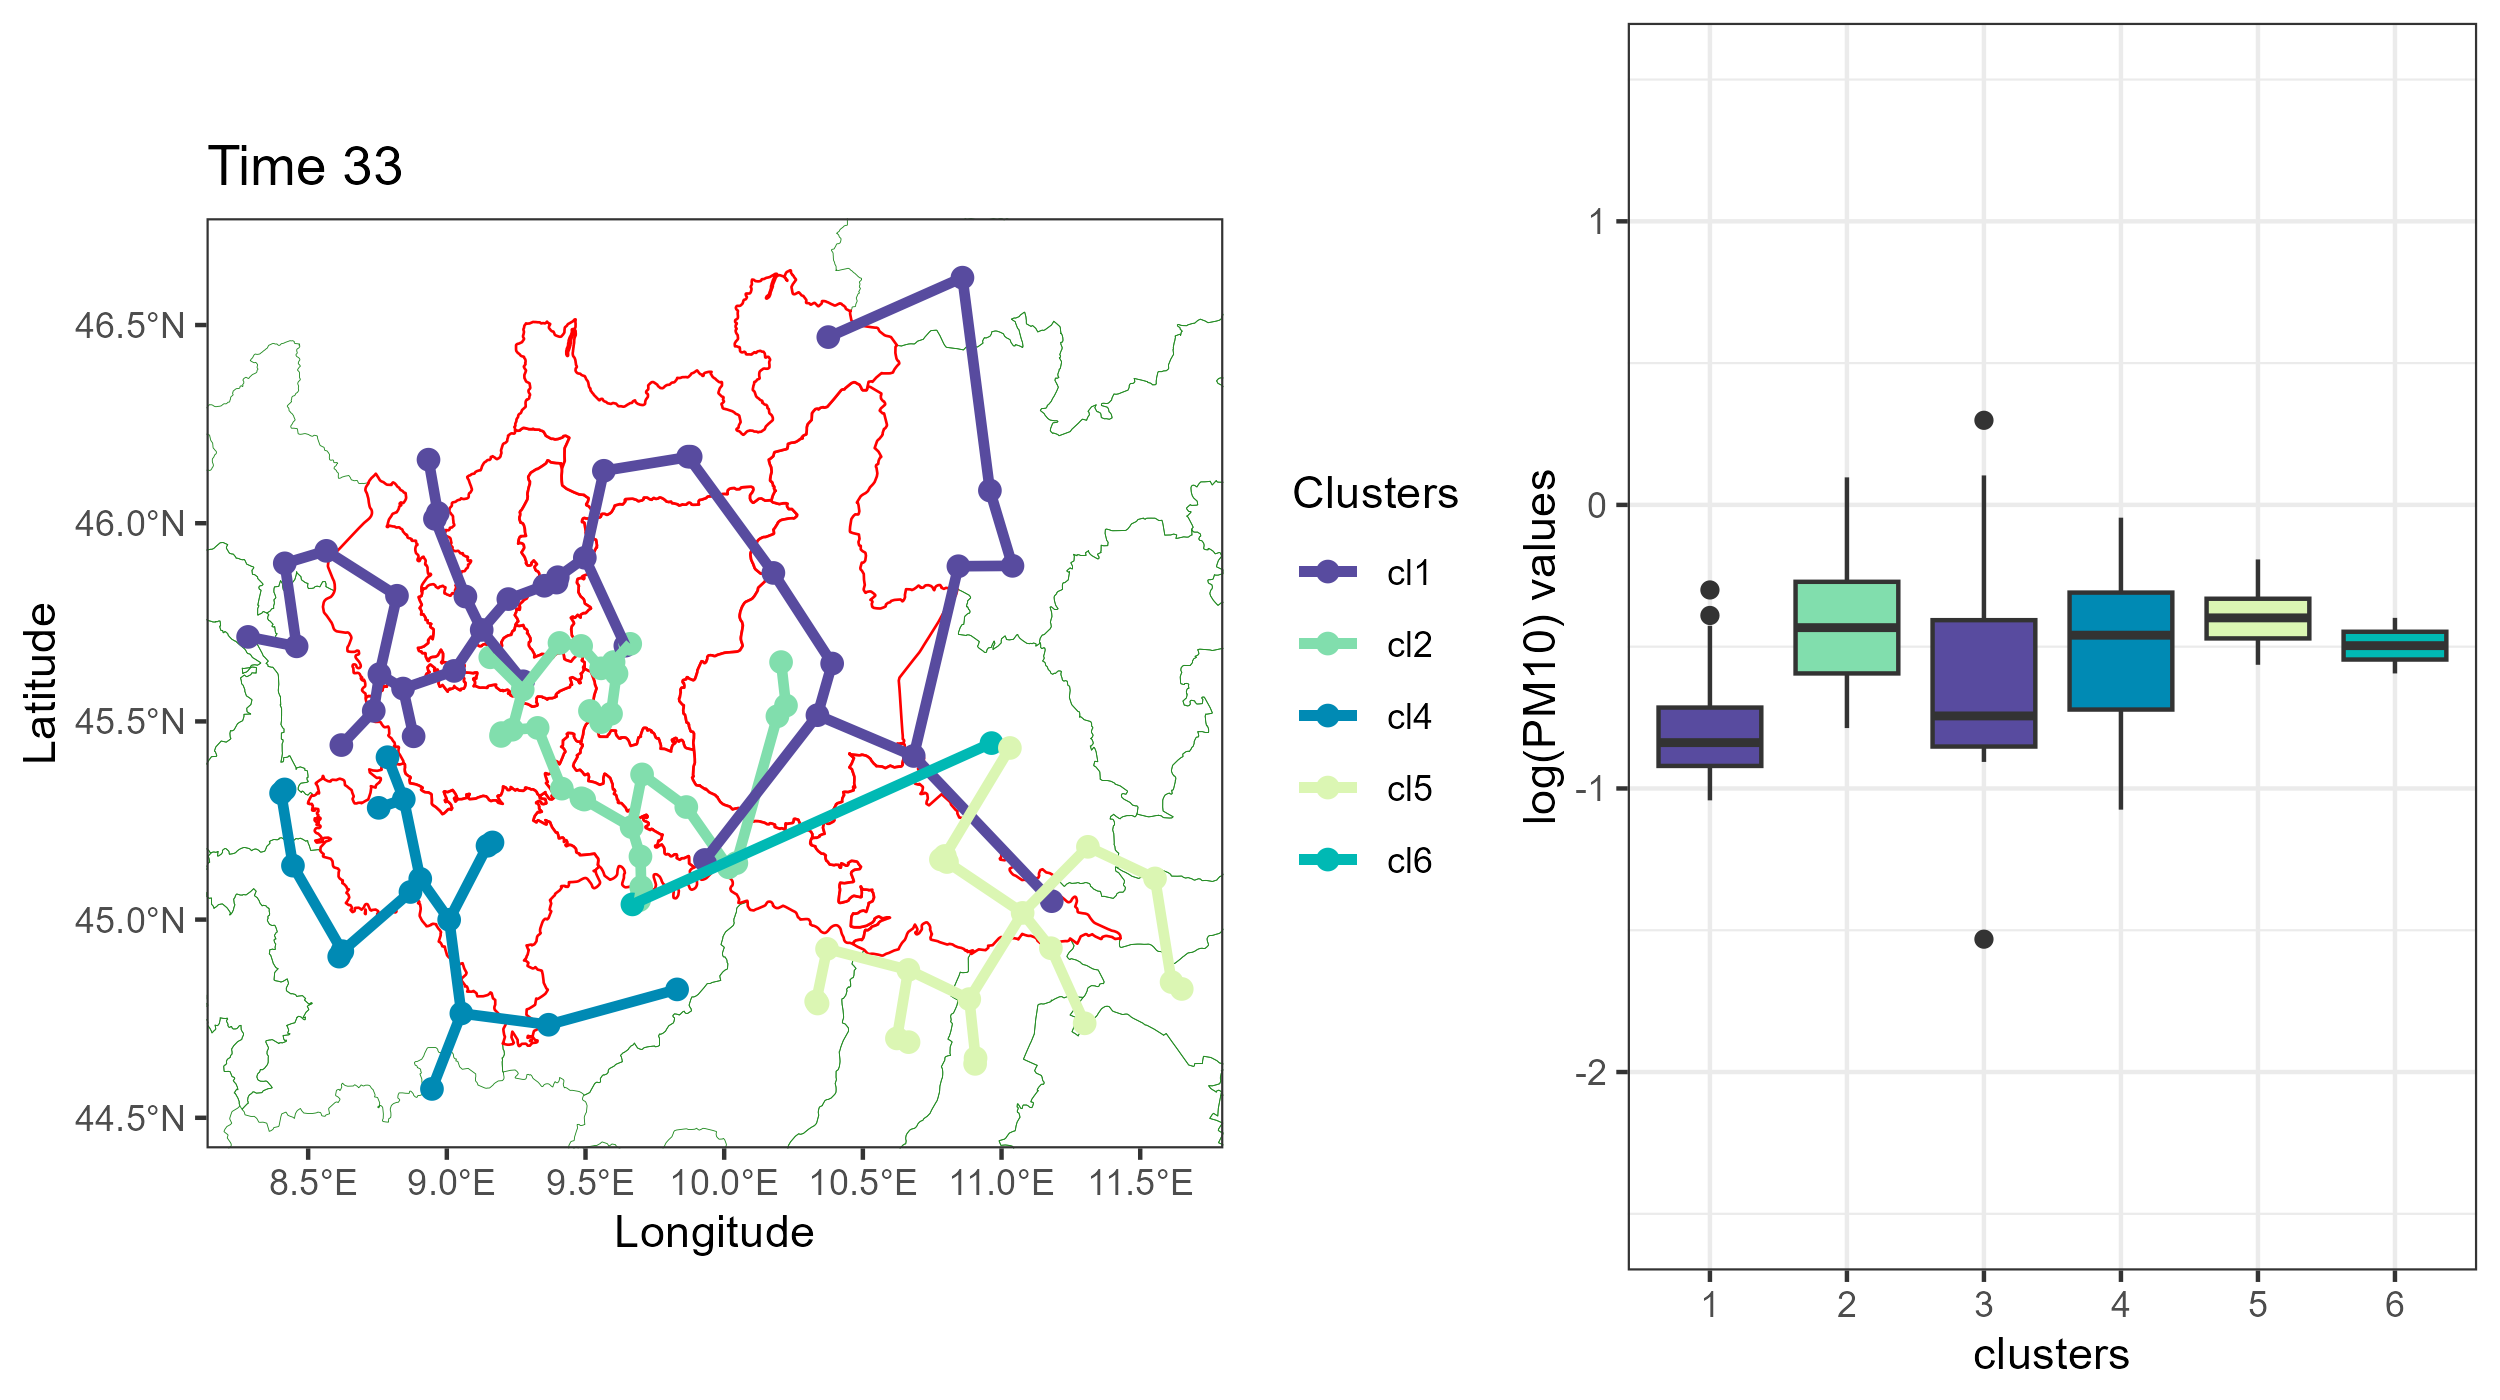 Time 33
46.5°N
46.0°N
45.5°N
45.0°N
44.5°N
Latitude
8.5°E 9.0°E 9.5°E 10.0°E 10.5°E 11.0°E 11.5°E
Longitude
Clusters
cl1
cl2
cl4
cl5
cl6
log(PM10) values
1
0
-1
-2
1 2 3 4 5 6
clusters